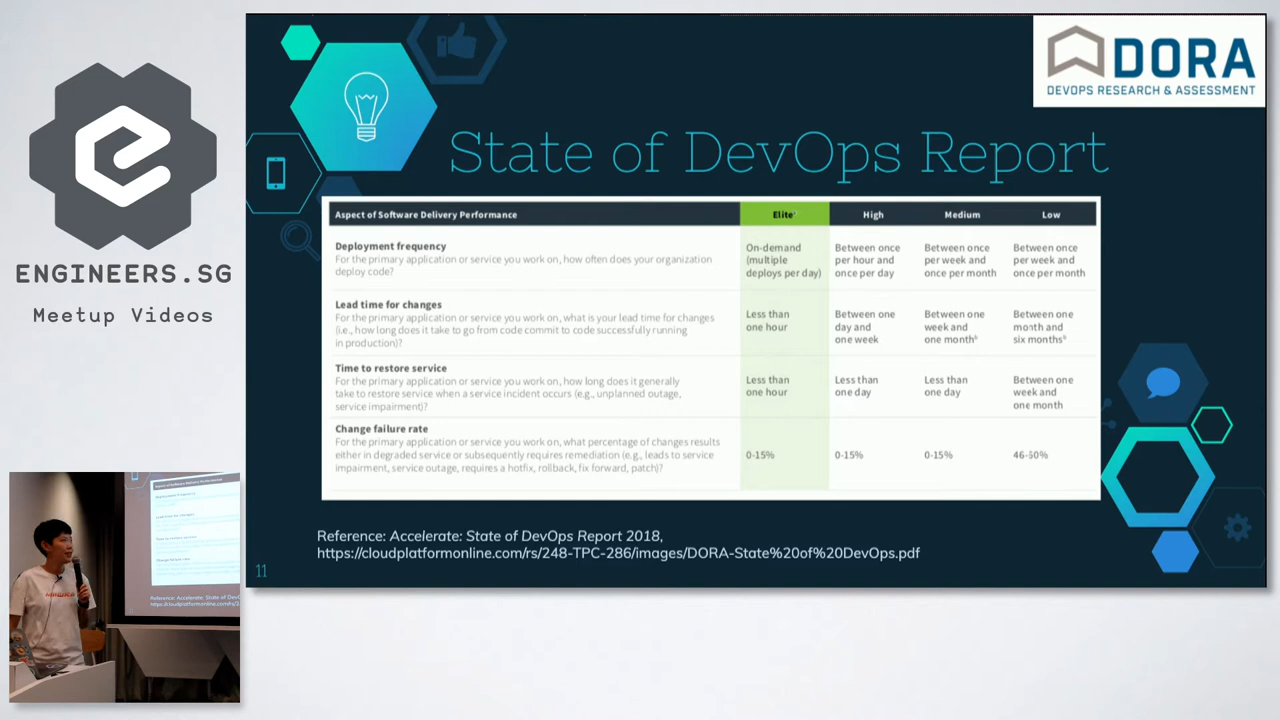 ENGINEERS.SG
Meetup Videos
DORA
DEVOPS RESEARCH & ASSESSMENT
State of DevOps Report
Aspect of Software Delivery Performance
Elite
High
Medium
Low
Deployment frequency
For the primary application or service you work on, how often does your organization
deploy code?
On-demand
(multiple
deploys per day)
Between once
per hour and
once per day
Between once
per week and
once per month
Between once
per week and
once per month
Lead time for changes
For the primary application or service you work on, what is your lead time for changes
(i.e., how long does it take to go from code commit to code successfully running
in production)?
Less than
one hour
Between one
day and
one week
Between one
week and
one monthᵇ
Between one
month and
six monthsᵇ
Time to restore service
For the primary application or service you work on, how long does it generally
take to restore service when a service incident occurs (e.g., unplanned outage,
service impairment)?
Less than
one hour
Less than
one day
Less than
one day
Between one
week and
one month
Change failure rate
For the primary application or service you work on, what percentage of changes results
either in degraded service or subsequently requires remediation (e.g., leads to service
impairment, service outage, requires a hotfix, rollback, fix forward, patch)?
0-15%
0-15%
0-15%
46-60%
Reference: Accelerate: State of DevOps Report 2018,
https://cloudplatformonline.com/rs/248-TPC-286/images/DORA-State%20of%20DevOps.pdf
11